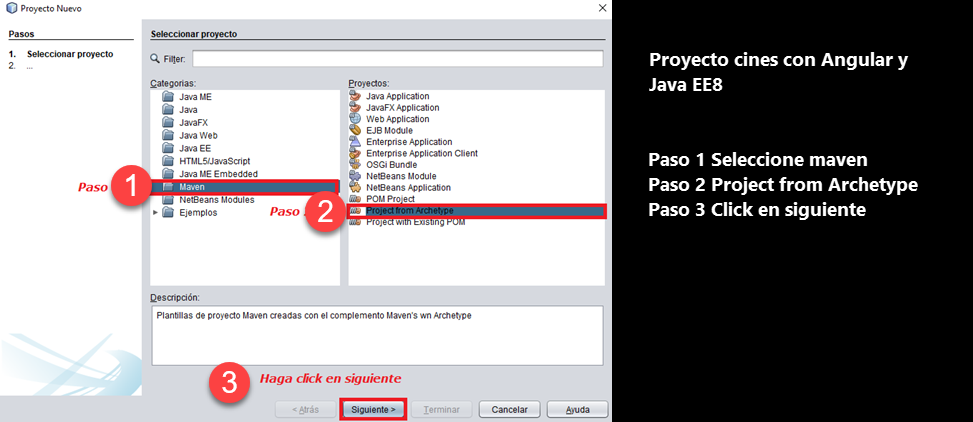 Proyecto Nuevo
Pasos
1. Seleccionar proyecto
2. ...
Seleccionar proyecto
Filter:
Categorías:
Java ME
Java
JavaFX
Java Web
Java EE
HTML5/JavaScript
Java ME Embedded
Maven
NetBeans Modules
Ejemplos
Paso
1
Proyectos:
Java Application
JavaFX Application
Web Application
EJB Module
Enterprise Application
Enterprise Application Client
OSGi Bundle
NetBeans Module
NetBeans Application
POM Project
Project from Archetype
Project with Existing POM
Paso
2
Descripción:
Plantillas de proyecto Maven creadas con el complemento Maven's wn Archetype
3
Haga click en siguiente
< Atrás
Siguiente >
Terminar
Cancelar
Ayuda
Proyecto cines con Angular y
Java EE8
Paso 1 Seleccione maven
Paso 2 Project from Archetype
Paso 3 Click en siguiente